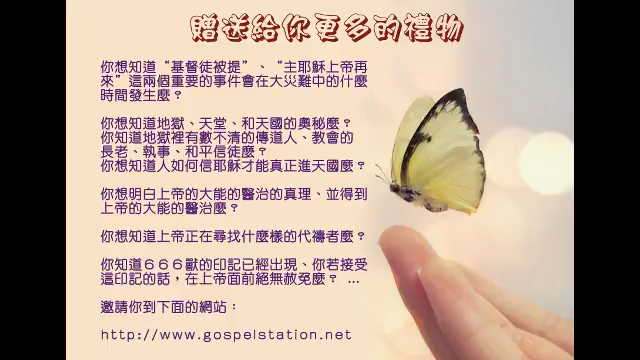 贈送給你更多的禮物
你想知道“基督徒被提”、“主耶穌上帝再
來”這兩個重要的事件會在大災難中的什麼
時間發生麼？
你想知道地獄、天堂、和天國的奧秘麼？
你知道地獄裡有數不清的傳道人、教會的
長老、執事、和平信徒麼？
你想知道人如何信耶穌才能真正進天國麼？
你想明白上帝的大能的醫治的真理、並得到
上帝的大能的醫治麼？
你想知道上帝正在尋找什麼樣的代禱者麼？
你知道６６６獸的印記已經出現、你若接受
這印記的話，在上帝面前絕無赦免麼？ ...
邀請你到下面的網站：
http://www.gospelstation.net